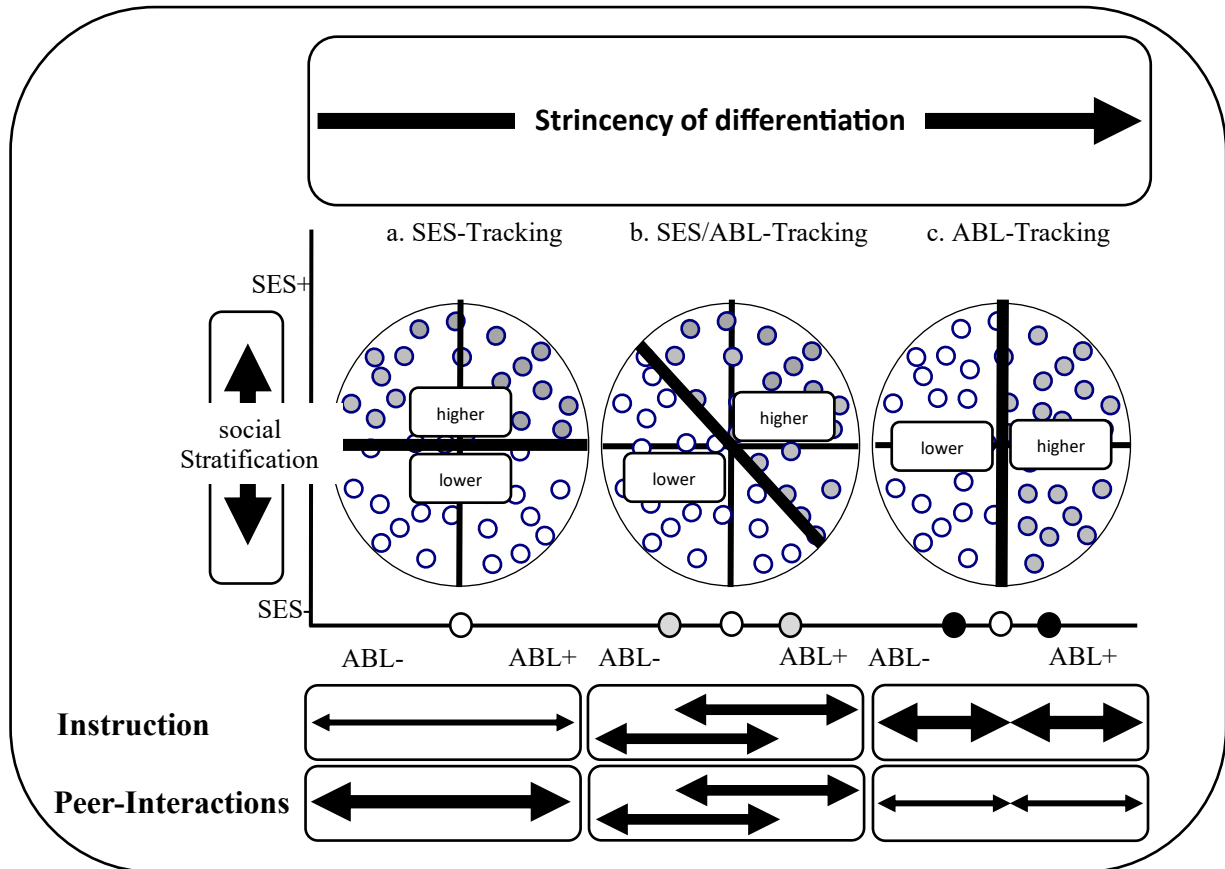 Strincency of differentiation
a. SES-Tracking
b. SES/ABL-Tracking
c. ABL-Tracking
SES+
higher
higher
lower
higher
social
Stratification
lower
lower
SES-
ABL-
ABL+
ABL-
ABL+
ABL-
ABL+
Instruction
Peer-Interactions